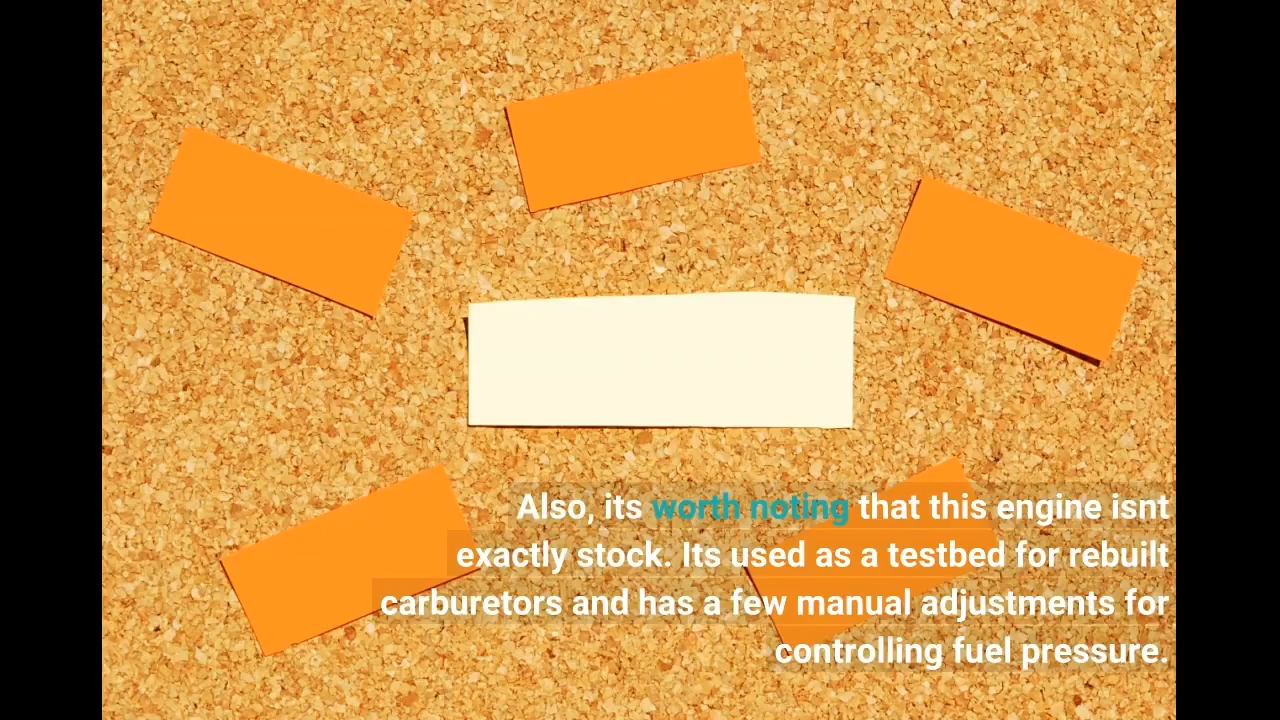 Also, its worth noting that this engine isnt
exactly stock. Its used as a testbed for rebuilt
carburetors and has a few manual adjustments for
controlling fuel pressure.